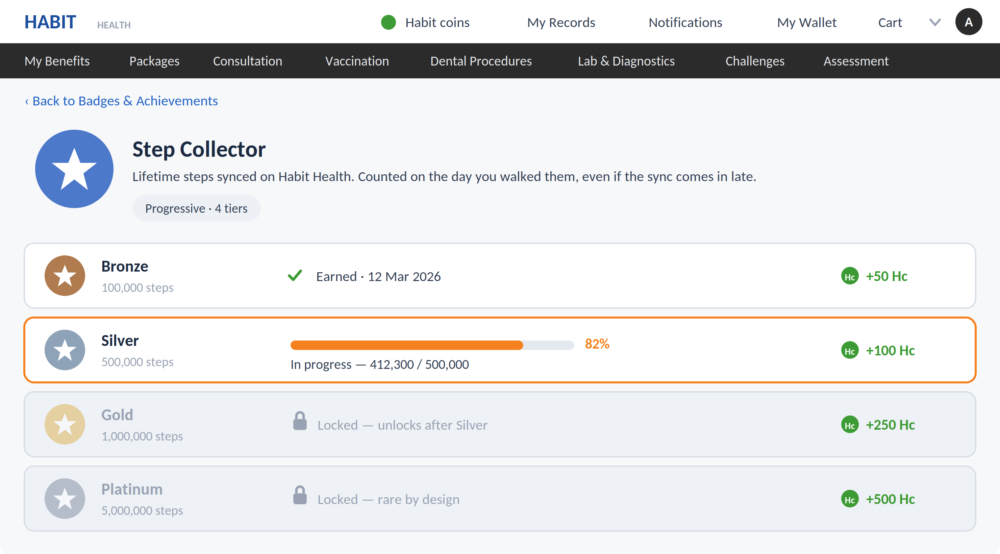 HABIT HEALTH Habit coins My Records Notifications My Wallet Cart A
My Benefits Packages Consultation Vaccination Dental Procedures Lab & Diagnostics Challenges Assessment
‹ Back to Badges & Achievements
Step Collector
Lifetime steps synced on Habit Health. Counted on the day you walked them, even if the sync comes in late.
Progressive · 4 tiers
Bronze
100,000 steps
Earned · 12 Mar 2026
Hc +50 Hc
Silver
500,000 steps
82%
In progress — 412,300 / 500,000
Hc +100 Hc
Gold
1,000,000 steps
Locked — unlocks after Silver
Hc +250 Hc
Platinum
5,000,000 steps
Locked — rare by design
Hc +500 Hc